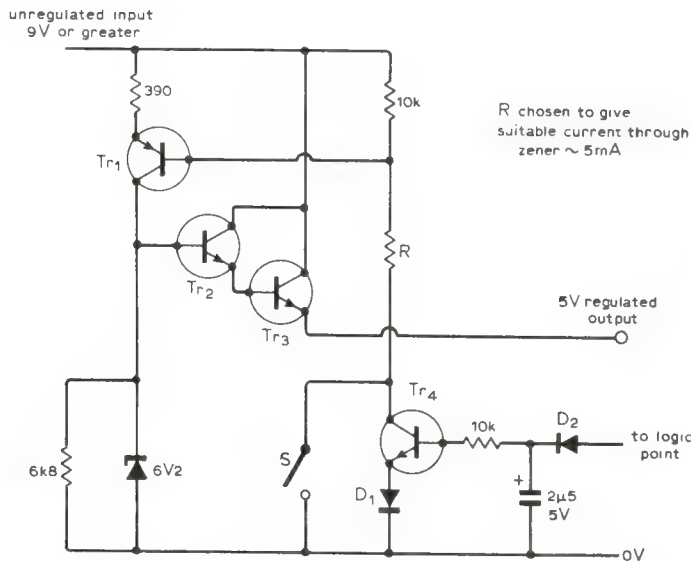 unregulated input
9V or greater
390
10k
R chosen to give
suitable current through
zener ~ 5mA
Tr1
R
Tr2
Tr3
5V regulated
output
Tr4
10k
D2
to logic
point
6k8
6V2
S
D1
+
2µ5
5V
0V